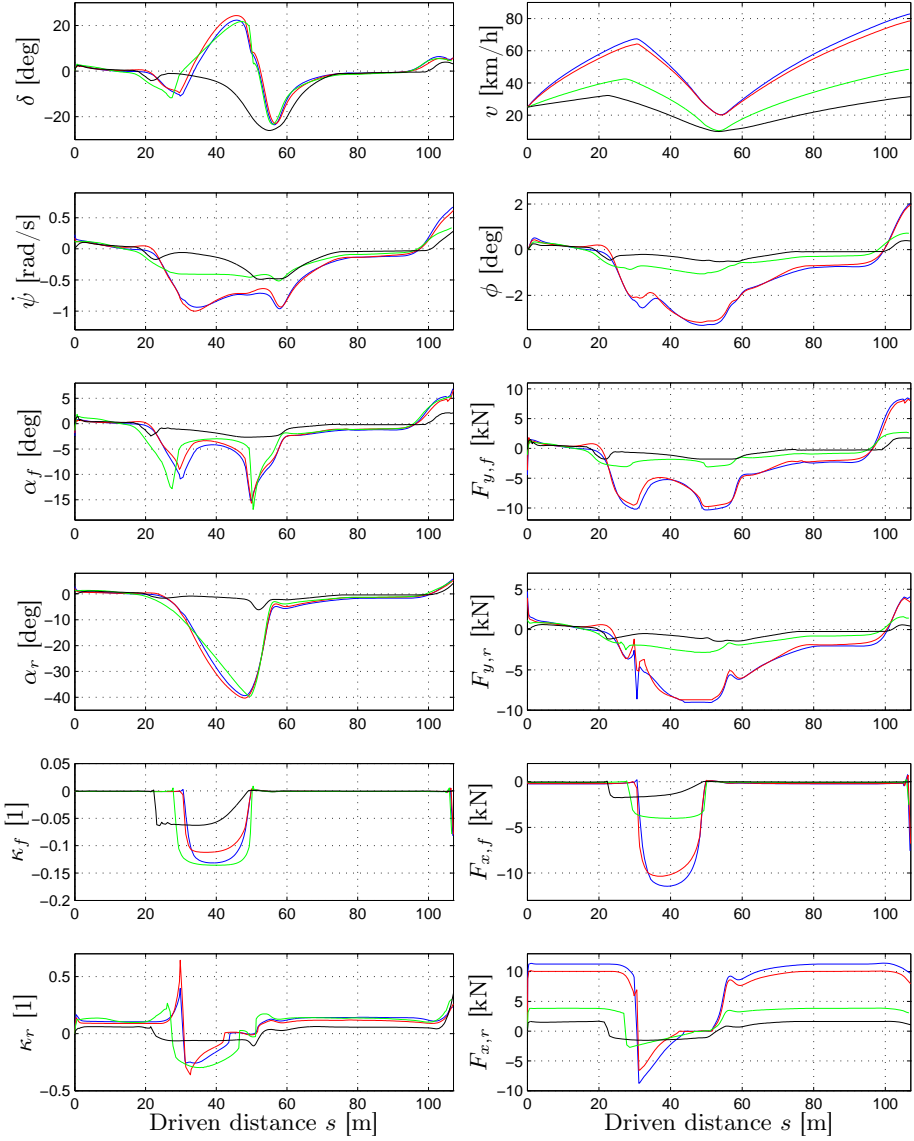 δ [deg]
20
0
−20
0 20 40 60 80 100
v [km/h]
80
60
40
20
0 20 40 60 80 100
ψ̇ [rad/s]
0.5
0
−0.5
−1
0 20 40 60 80 100
ϕ [deg]
2
0
−2
0 20 40 60 80 100
α_f [deg]
5
0
−5
−10
−15
0 20 40 60 80 100
F_{y,f} [kN]
10
5
0
−5
−10
0 20 40 60 80 100
α_r [deg]
0
−10
−20
−30
−40
0 20 40 60 80 100
F_{y,r} [kN]
5
0
−5
−10
0 20 40 60 80 100
κ_f [1]
0.05
0
−0.05
−0.1
−0.15
−0.2
0 20 40 60 80 100
F_{x,f} [kN]
0
−5
−10
0 20 40 60 80 100
κ_r [1]
0.5
0
−0.5
0 20 40 60 80 100
Driven distance s [m]
F_{x,r} [kN]
10
5
0
−5
−10
0 20 40 60 80 100
Driven distance s [m]